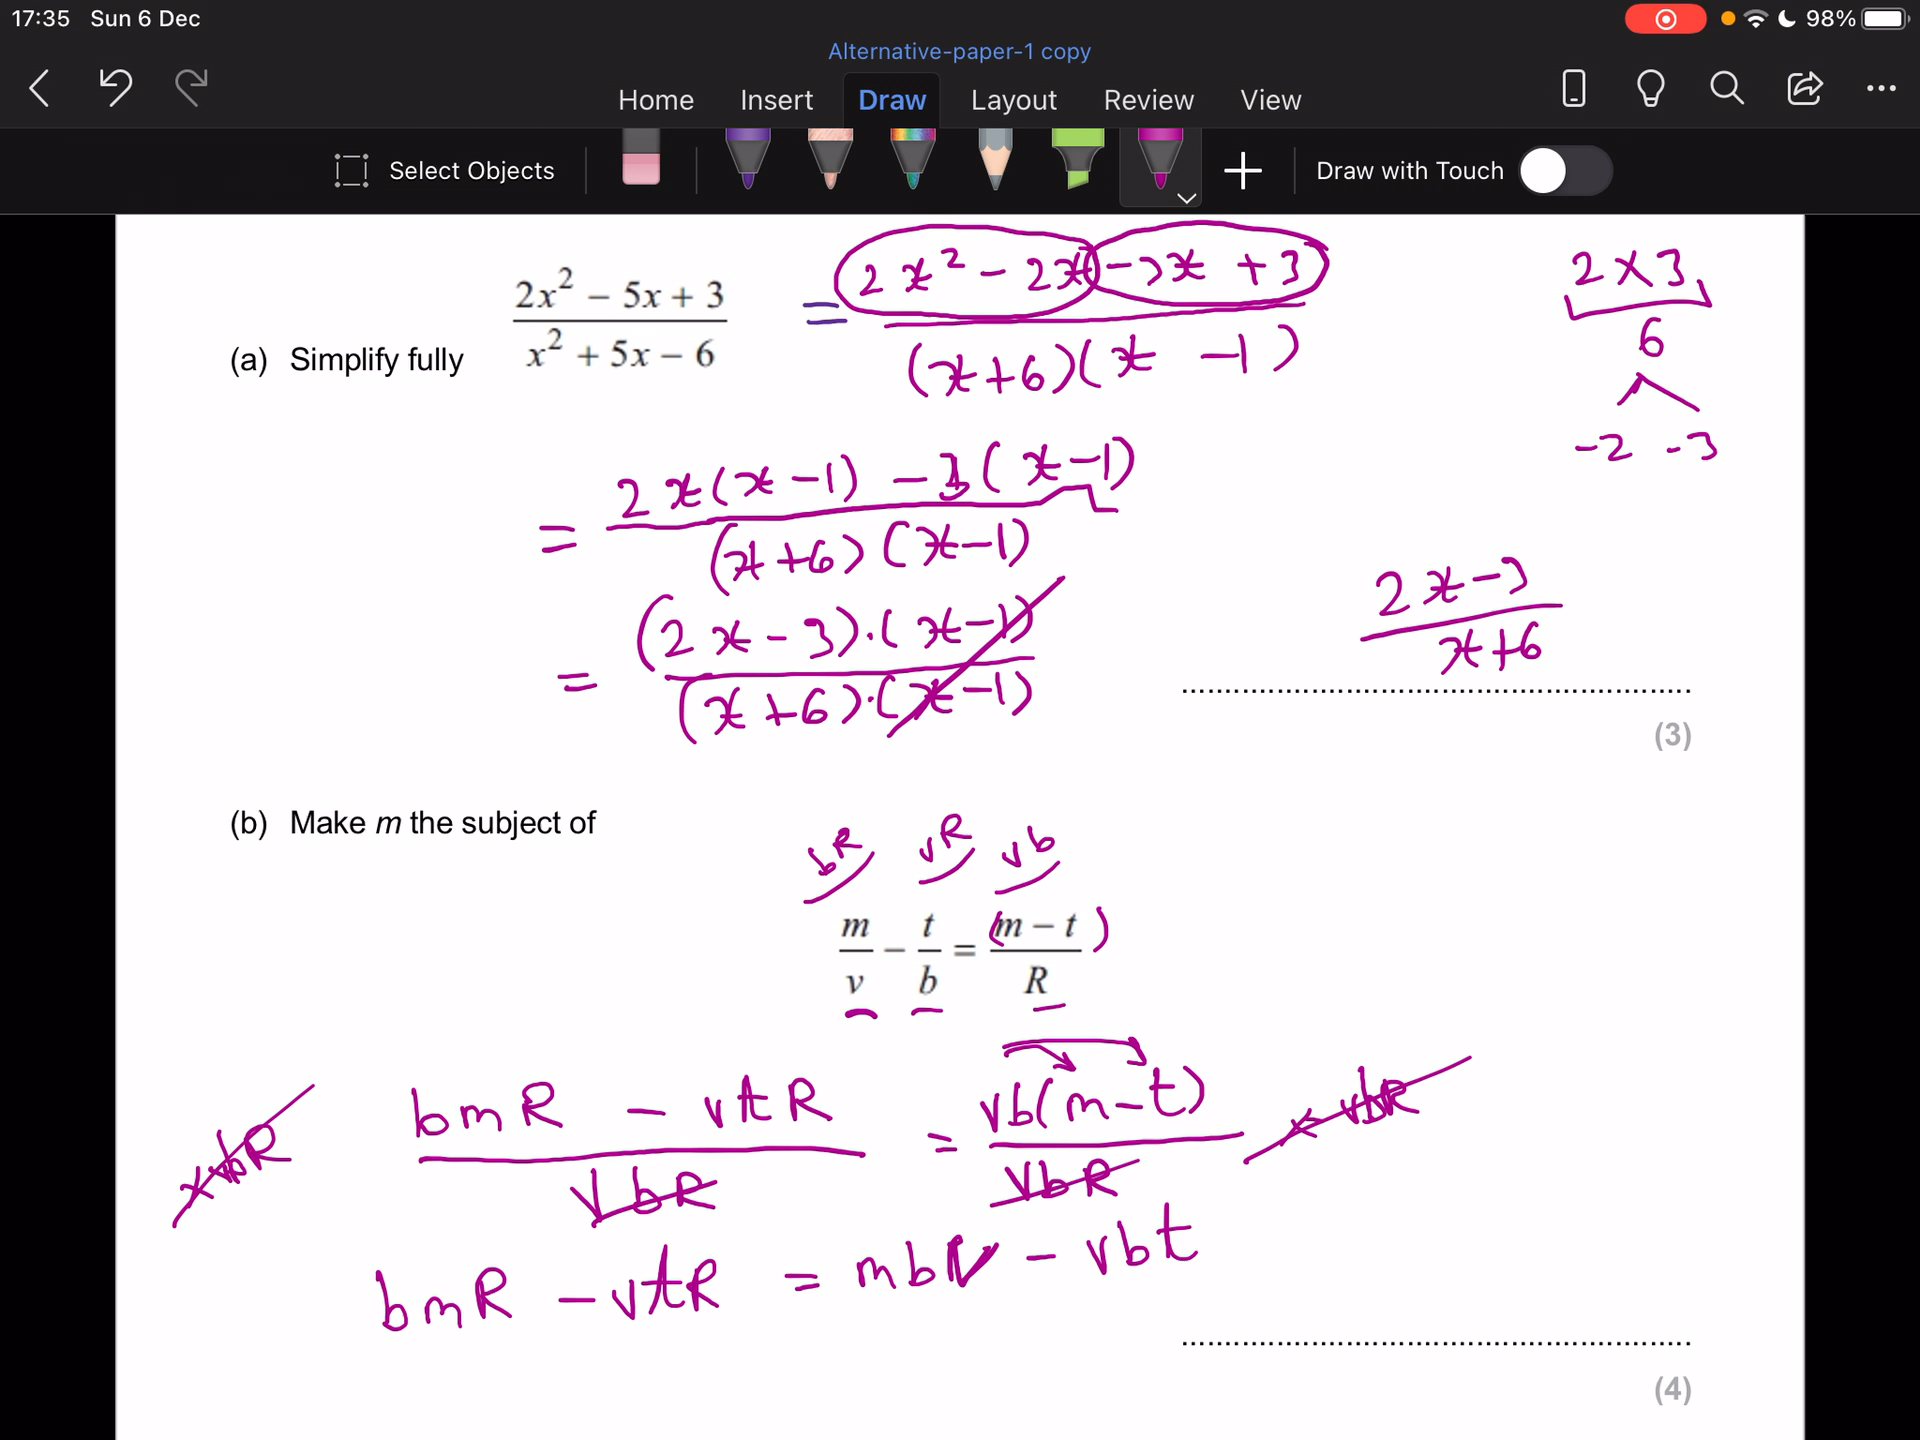 17:35 Sun 6 Dec 98%
Alternative-paper-1 copy
Home Insert Draw Layout Review View
Select Objects Draw with Touch
(a) Simplify fully (2x² − 5x + 3)/(x² + 5x − 6) = (2x² − 2x − 3x + 3)/((x+6)(x −1))
2 × 3
6
-2 -3
= (2x(x−1) − 3(x−1))/((x+6)(x−1))
= ((2x−3)·(x−1))/((x+6)·(x−1))
(2x−3)/(x+6)
(3)
(b) Make m the subject of
bR vR vb
m/v − t/b = (m − t)/R
×vbR (bmR − vtR)/vbR = vb(m−t)/vbR × vbR
bmR − vtR = mbv − vbt
(4)